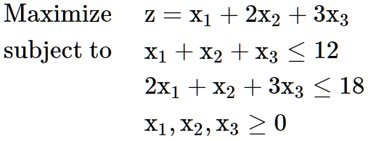 Maximize z = x₁ + 2x₂ + 3x₃
subject to x₁ + x₂ + x₃ ≤ 12
2x₁ + x₂ + 3x₃ ≤ 18
x₁, x₂, x₃ ≥ 0